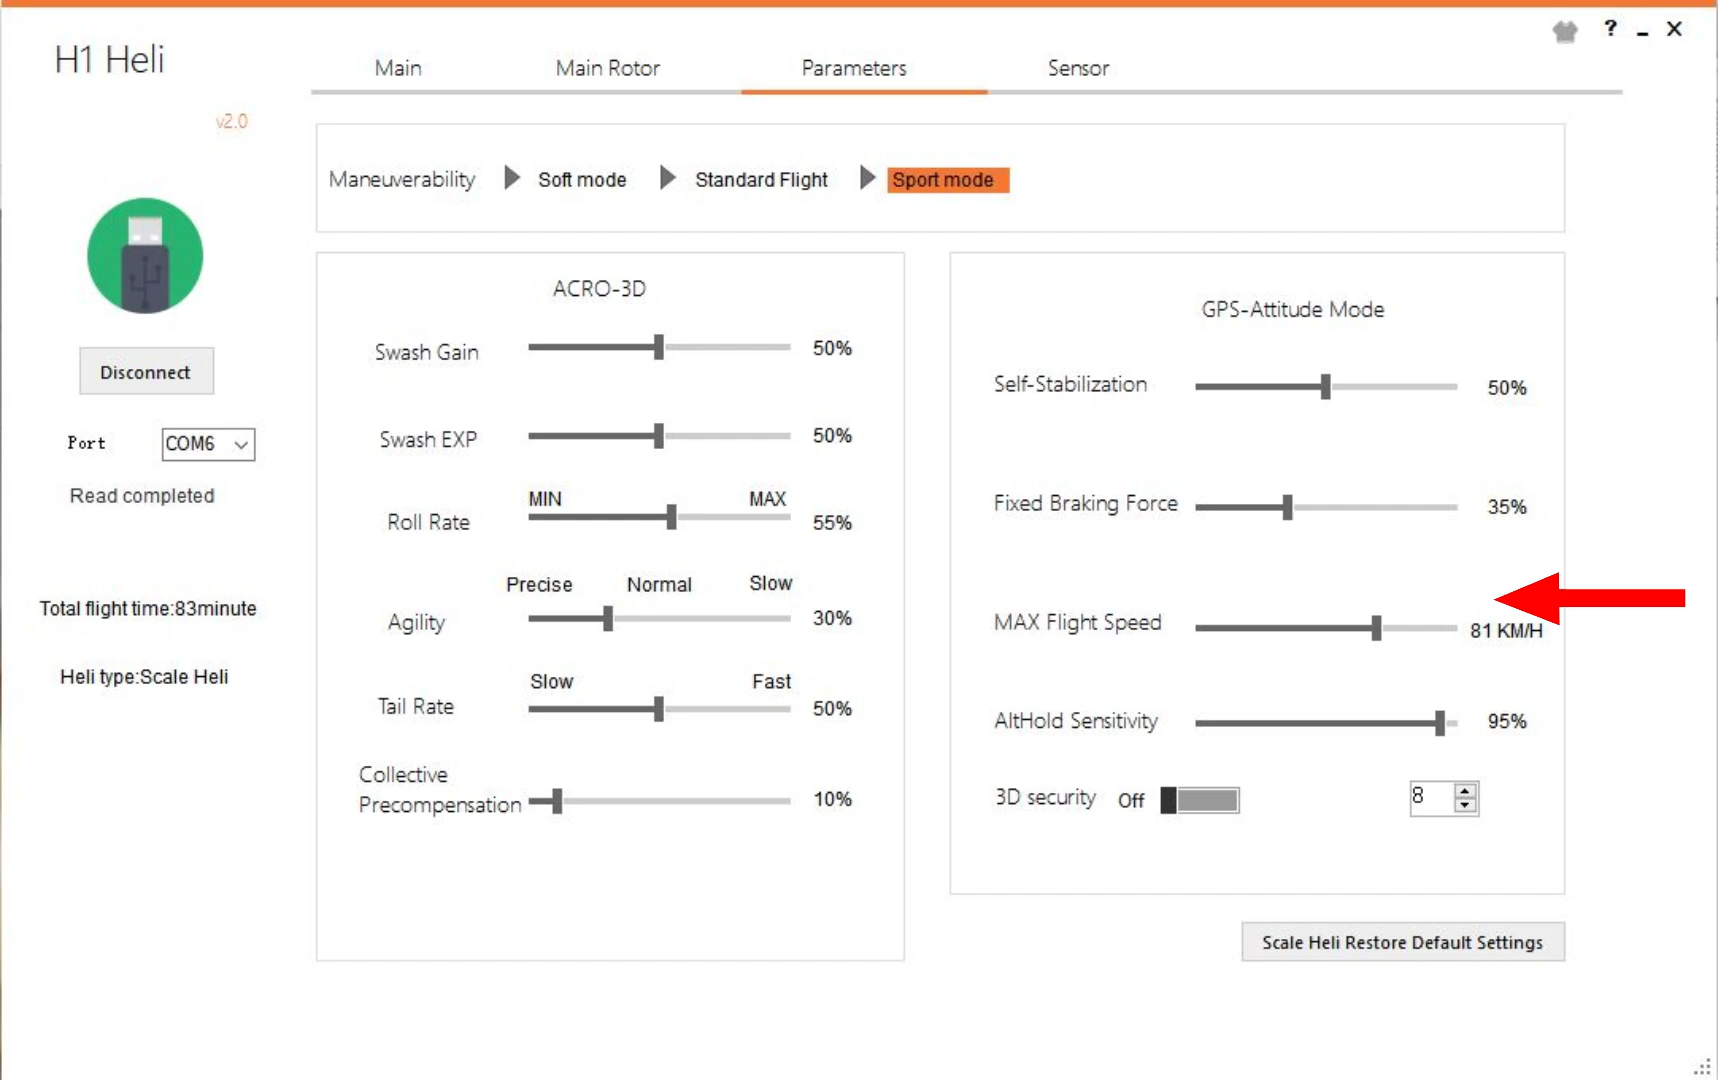 H1 Heli
v2.0
? - X
Main Main Rotor Parameters Sensor
Maneuverability Soft mode Standard Flight Sport mode
Disconnect
Port COM6
Read completed
Total flight time:83minute
Heli type:Scale Heli
ACRO-3D
Swash Gain 50%
Swash EXP 50%
MIN MAX
Roll Rate 55%
Precise Normal Slow
Agility 30%
Slow Fast
Tail Rate 50%
Collective
Precompensation 10%
GPS-Attitude Mode
Self-Stabilization 50%
Fixed Braking Force 35%
MAX Flight Speed 81 KM/H
AltHold Sensitivity 95%
3D security Off 8
Scale Heli Restore Default Settings